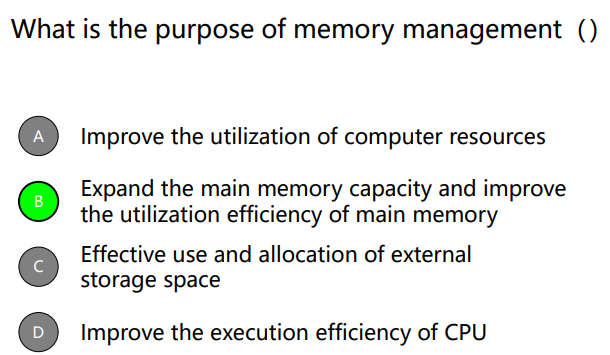 What is the purpose of memory management（）
A Improve the utilization of computer resources
B Expand the main memory capacity and improve
the utilization efficiency of main memory
C Effective use and allocation of external
storage space
D Improve the execution efficiency of CPU